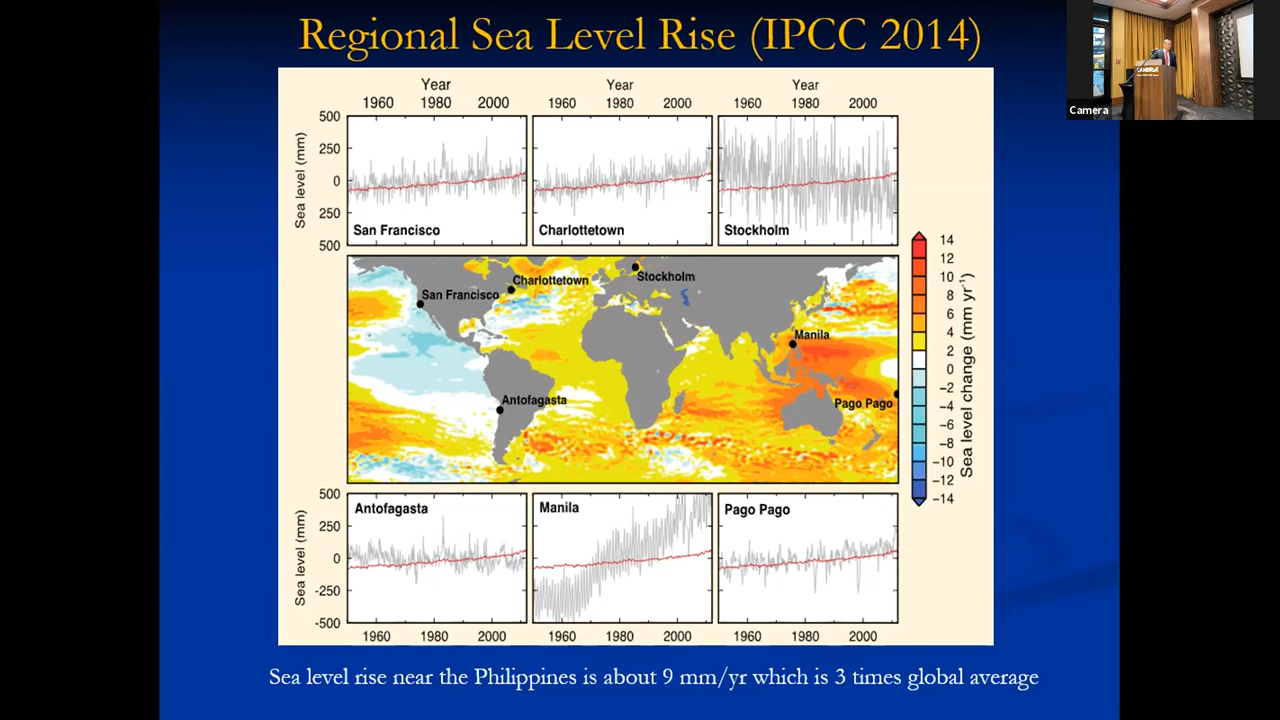 Regional Sea Level Rise (IPCC 2014)
Camera
Year Year Year
1960 1980 2000 1960 1980 2000 1960 1980 2000
500
250
0
250
500
Sea level (mm)
San Francisco Charlottetown Stockholm
San Francisco
Charlottetown
Stockholm
Manila
Antofagasta
Pago Pago
14
12
10
8
6
4
2
0
−2
−4
−6
−8
−10
−12
−14
Sea level change (mm yr-1)
Antofagasta Manila Pago Pago
500
250
0
-250
-500
Sea level (mm)
1960 1980 2000 1960 1980 2000 1960 1980 2000
Sea level rise near the Philippines is about 9 mm/yr which is 3 times global average